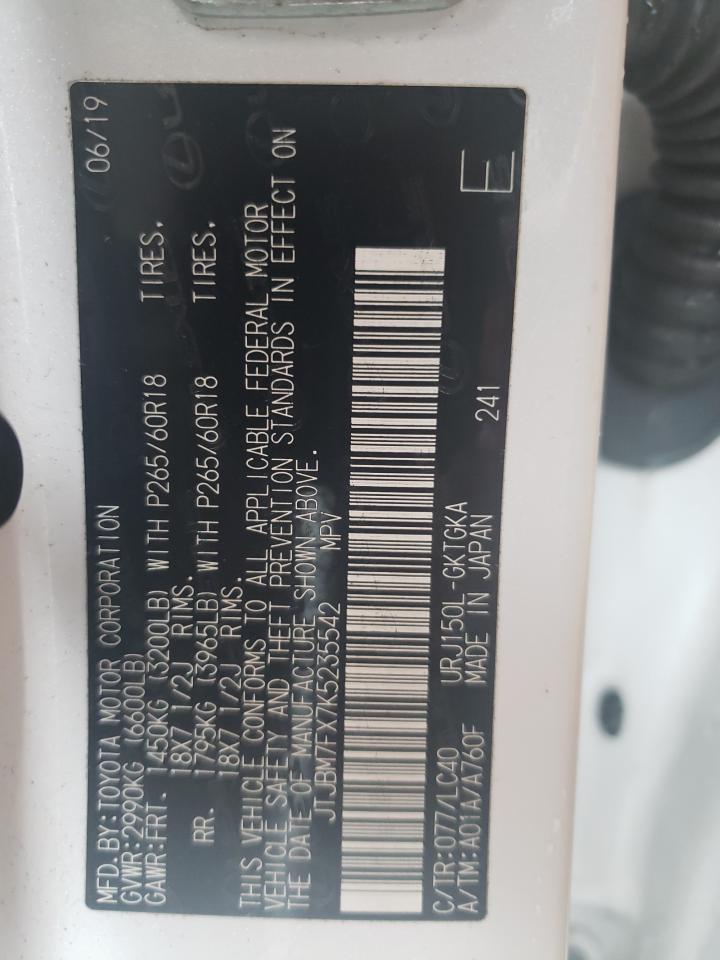 MFD.BY:TOYOTA MOTOR CORPORATION 06/19
GVWR:2990KG (6600LB)
GAWR:FRT. 1450KG (3200LB) WITH P265/60R18 TIRES.
18X7 1/2J RIMS.
RR. 1795KG (3965LB) WITH P265/60R18 TIRES.
18X7 1/2J RIMS.
THIS VEHICLE CONFORMS TO ALL APPLICABLE FEDERAL MOTOR
VEHICLE SAFETY AND THEFT PREVENTION STANDARDS IN EFFECT ON
THE DATE OF MANUFACTURE SHOWN ABOVE.
JTJBM7FX7K5235542 MPV
C/TR:077/LC40 URJ150L-GKTGKA
A/TM:A01A/A760F MADE IN JAPAN 241 E